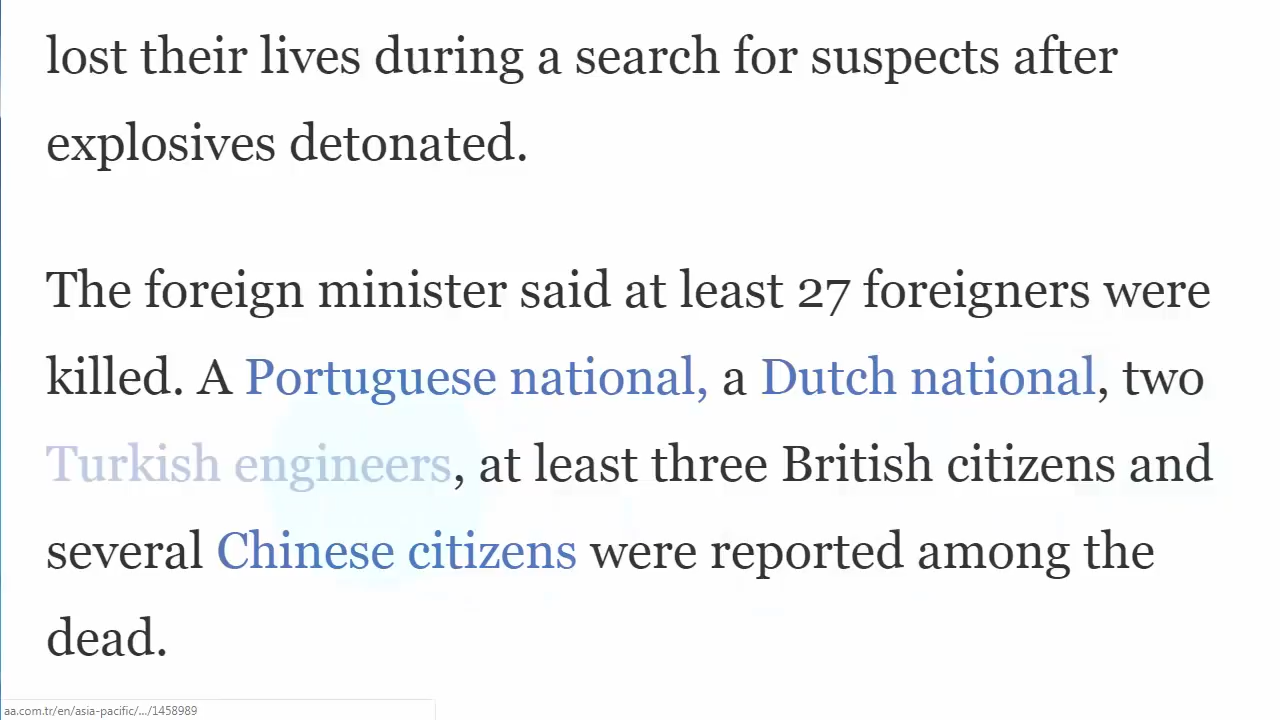 lost their lives during a search for suspects after
explosives detonated.
The foreign minister said at least 27 foreigners were
killed. A Portuguese national, a Dutch national, two
Turkish engineers, at least three British citizens and
several Chinese citizens were reported among the
dead.
aa.com.tr/en/asia-pacific/.../1458989